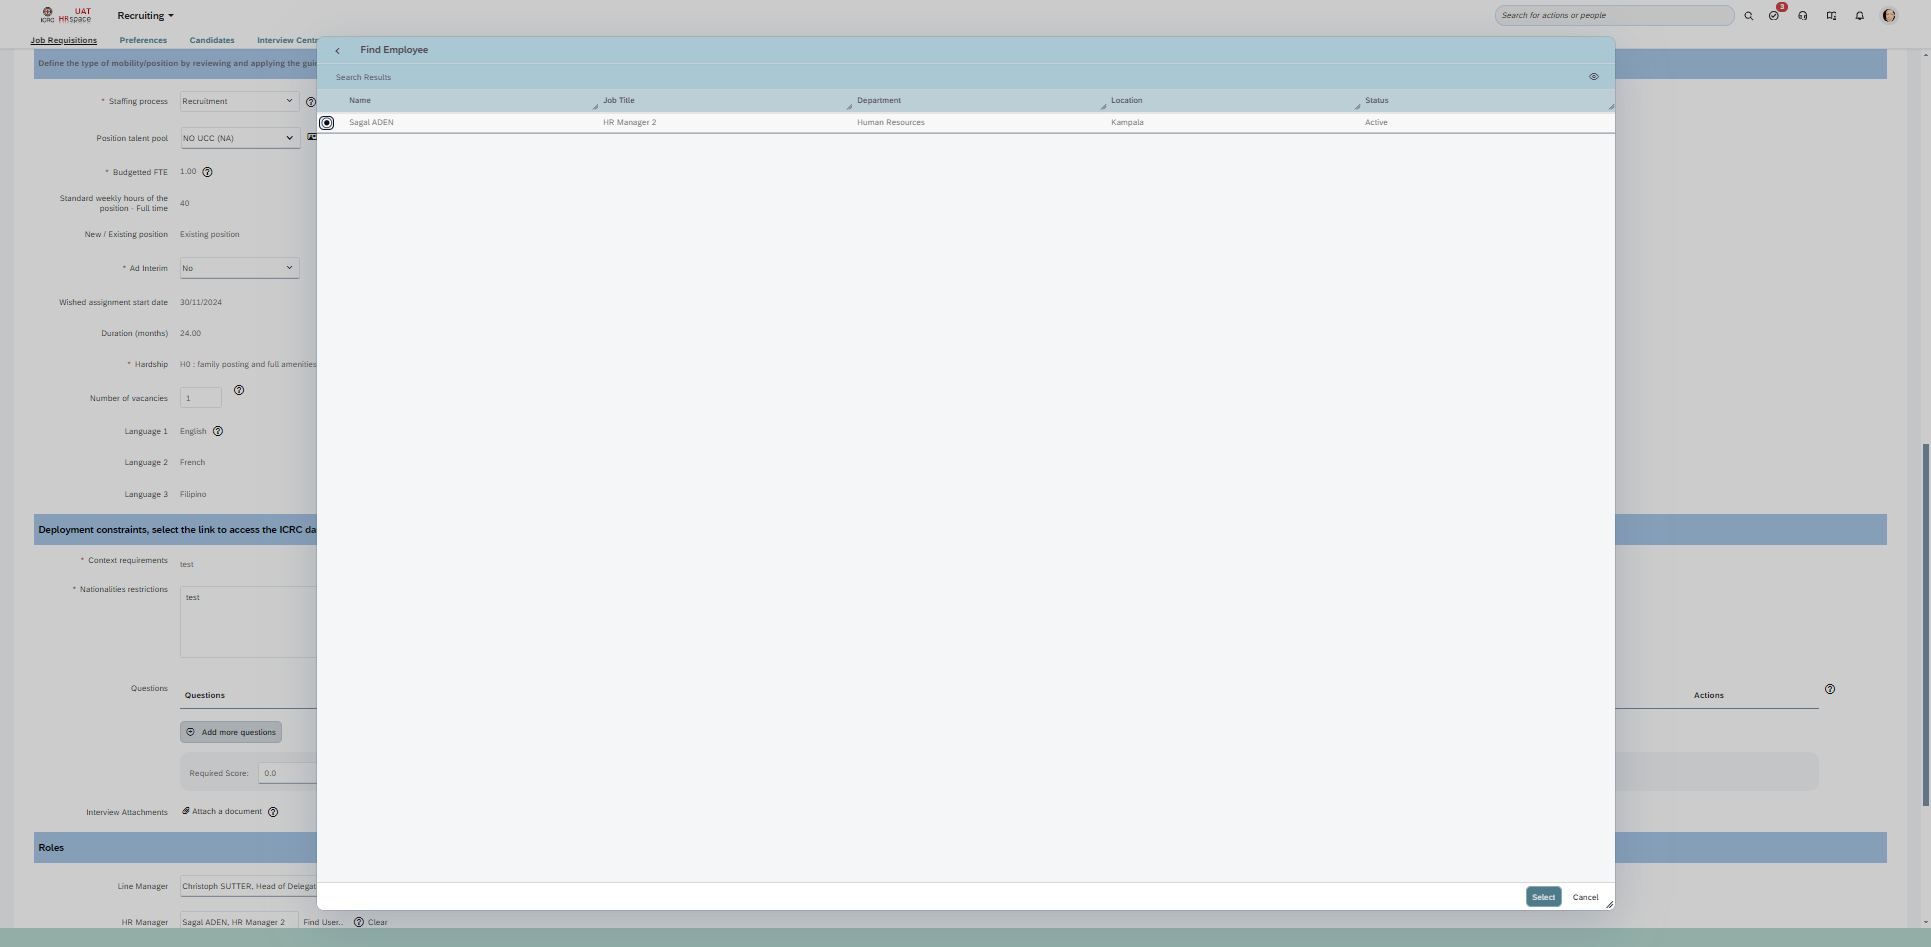 ICRC UAT HRspace Recruiting
Search for actions or people
3
Job Requisitions Preferences Candidates Interview Centr
Find Employee
Define the type of mobility/position by reviewing and applying the guid
Search Results
Name Job Title Department Location Status
Sagal ADEN HR Manager 2 Human Resources Kampala Active
* Staffing process Recruitment
Position talent pool NO UCC (NA)
* Budgetted FTE 1.00
Standard weekly hours of the
position - Full time 40
New / Existing position Existing position
* Ad Interim No
Wished assignment start date 30/11/2024
Duration (months) 24.00
* Hardship H0 : family posting and full amenities
Number of vacancies 1
Language 1 English
Language 2 French
Language 3 Filipino
Deployment constraints, select the link to access the ICRC da
* Context requirements test
* Nationalities restrictions test
Questions Questions Actions
Add more questions
Required Score: 0.0
Interview Attachments Attach a document
Roles
Line Manager Christoph SUTTER, Head of Delegat
HR Manager Sagal ADEN, HR Manager 2 Find User.. Clear
Select Cancel